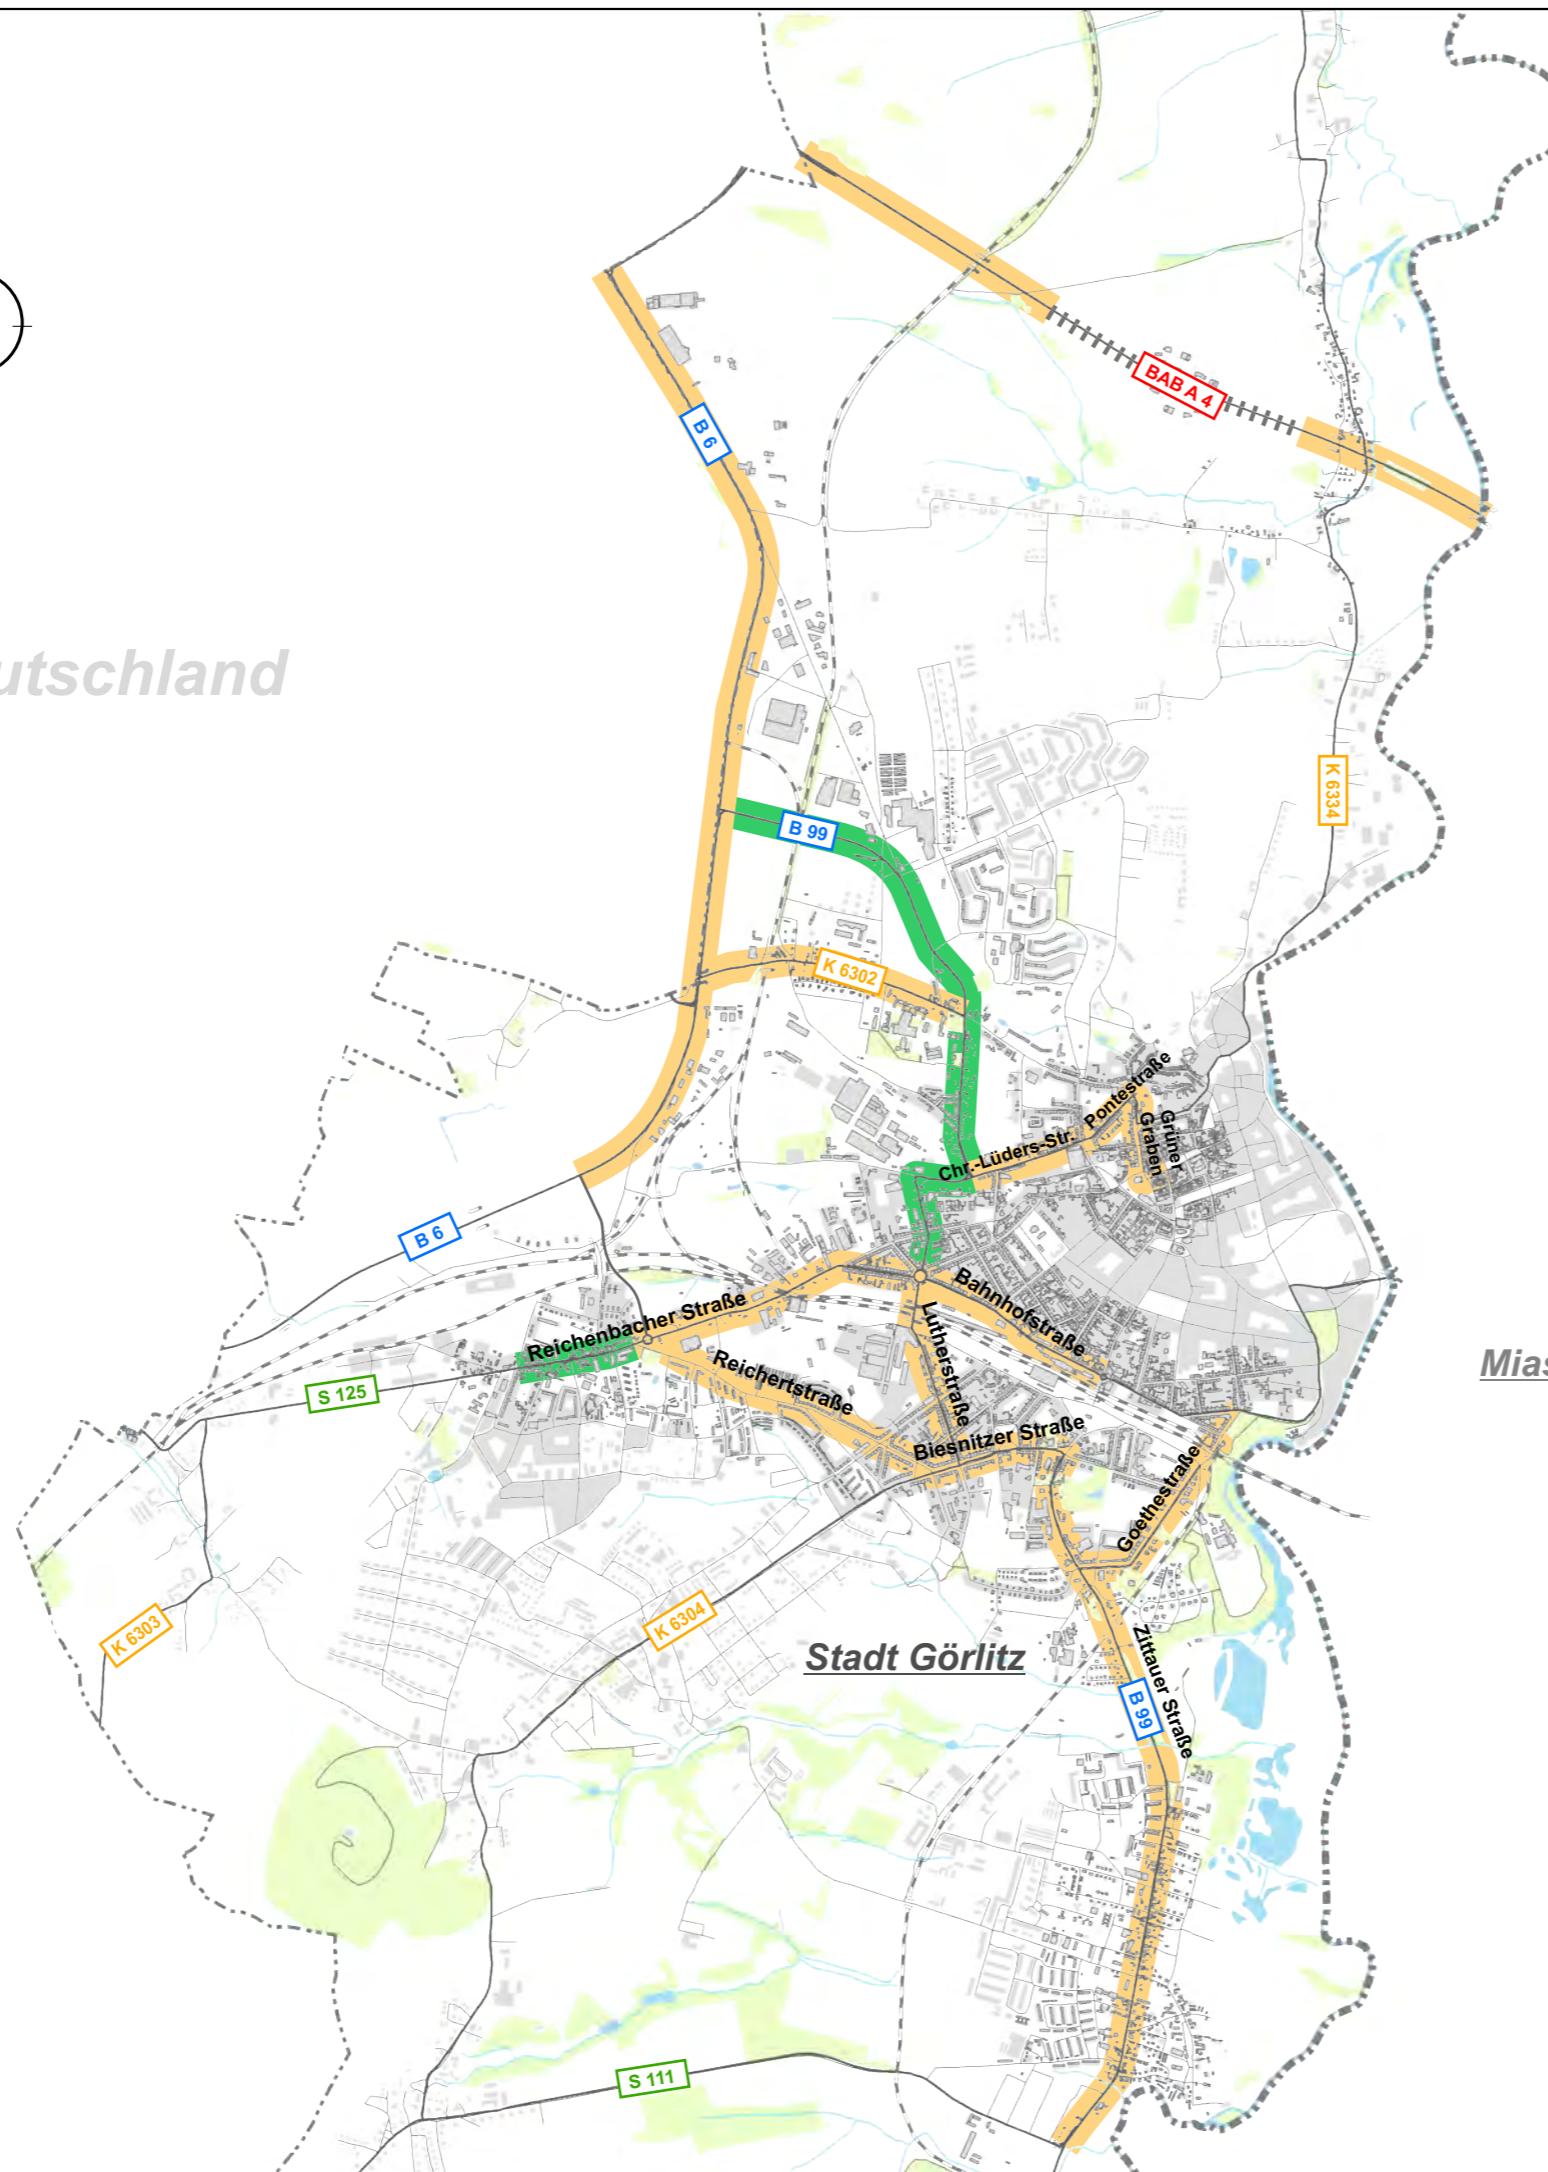 BAB A 4
B 6
utschland
K 6334
B 99
K 6302
Pontestraße
Grüner
Graben
Chr.-Lüders-Str.
B 6
Bahnhofstraße
Reichenbacher Straße
Lutherstraße
Reichertstraße
Mias
S 125
Biesnitzer Straße
Goethestraße
K 6303
K 6304
Stadt Görlitz
Zittauer Straße
B 99
S 111